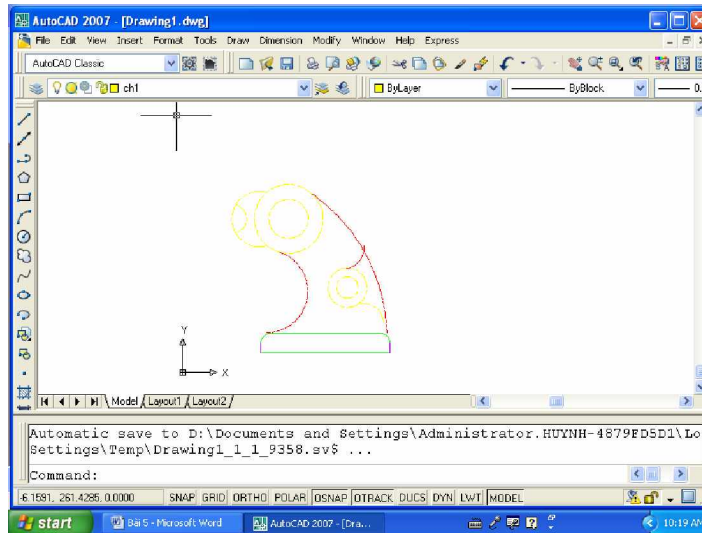 AutoCAD 2007 - [Drawing1.dwg]
File Edit View Insert Format Tools Draw Dimension Modify Window Help Express
AutoCAD Classic
ch1 ByLayer ByBlock 0.
Y
X
Model Layout1 Layout2
Automatic save to D:\Documents and Settings\Administrator.HUYNH-4879FD5D1\Lo
Settings\Temp\Drawing1_1_1_9358.sv$ ...
Command:
-6.1591, 261.4285, 0.0000 SNAP GRID ORTHO POLAR OSNAP OTRACK DUCS DYN LWT MODEL
start Bài 5 - Microsoft Word AutoCAD 2007 - [Dra... 10:19 AM